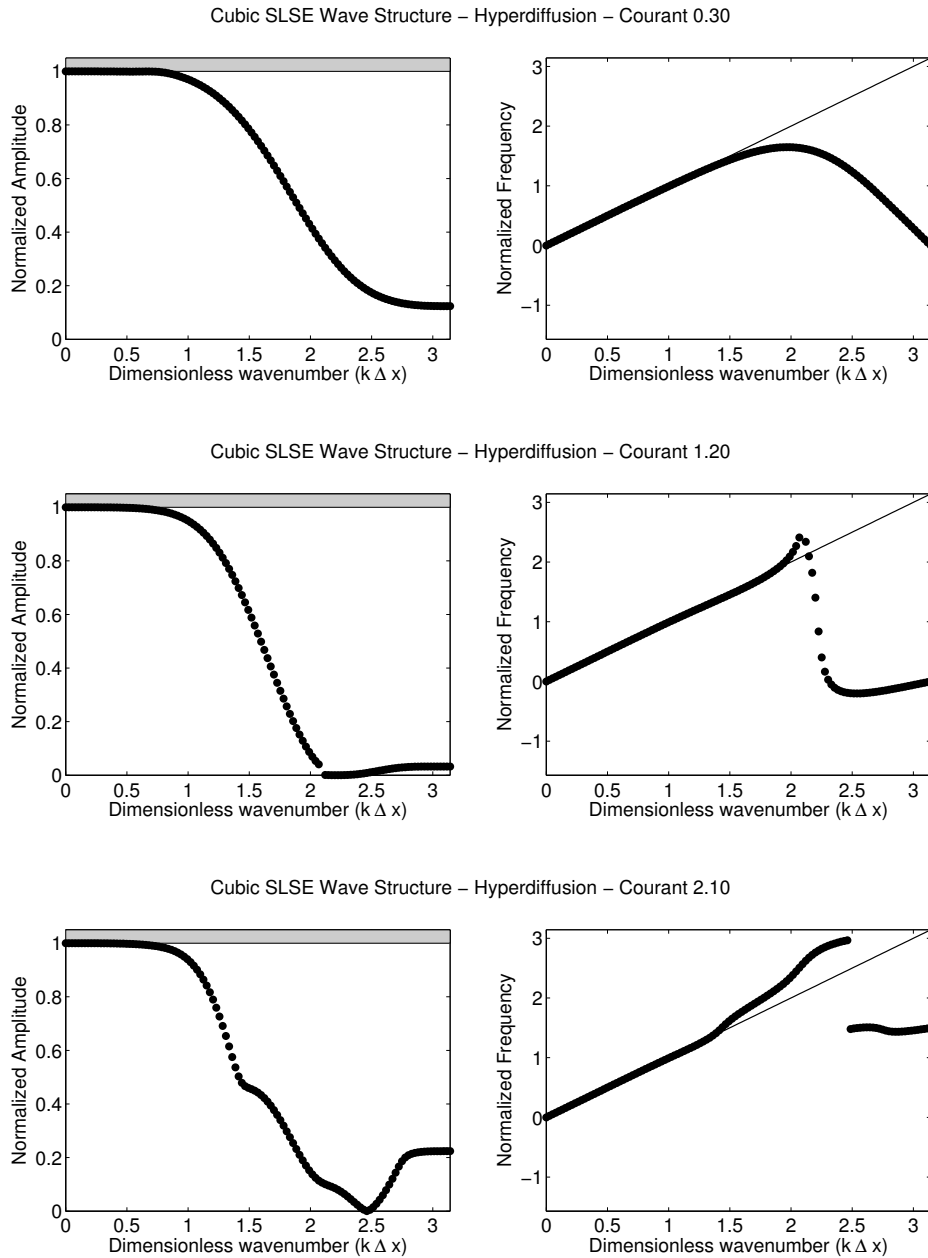 Cubic SLSE Wave Structure – Hyperdiffusion – Courant 0.30
Normalized Amplitude
1
0.8
0.6
0.4
0.2
0
0 0.5 1 1.5 2 2.5 3
Dimensionless wavenumber (k Δ x)
Normalized Frequency
3
2
1
0
−1
0 0.5 1 1.5 2 2.5 3
Dimensionless wavenumber (k Δ x)
Cubic SLSE Wave Structure – Hyperdiffusion – Courant 1.20
Normalized Amplitude
1
0.8
0.6
0.4
0.2
0
0 0.5 1 1.5 2 2.5 3
Dimensionless wavenumber (k Δ x)
Normalized Frequency
3
2
1
0
−1
0 0.5 1 1.5 2 2.5 3
Dimensionless wavenumber (k Δ x)
Cubic SLSE Wave Structure – Hyperdiffusion – Courant 2.10
Normalized Amplitude
1
0.8
0.6
0.4
0.2
0
0 0.5 1 1.5 2 2.5 3
Dimensionless wavenumber (k Δ x)
Normalized Frequency
3
2
1
0
−1
0 0.5 1 1.5 2 2.5 3
Dimensionless wavenumber (k Δ x)